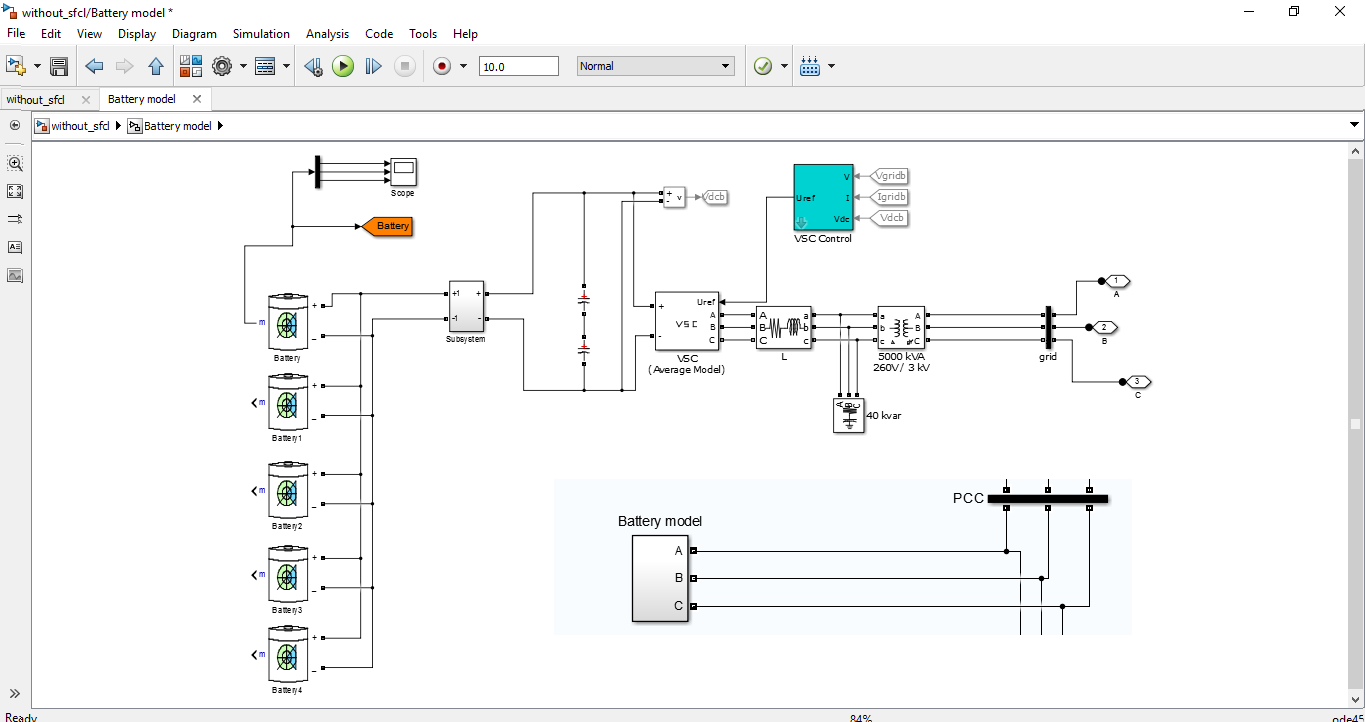 without_sfcl/Battery model *
File Edit View Display Diagram Simulation Analysis Code Tools Help
10.0 Normal
without_sfcl Battery model
without_sfcl Battery model
Scope
Battery
+
-
v
Vdcb
V
I
Vdc
Uref
VSC Control
Vgridb
Igridb
Vdcb
m
+
-
Battery
+1
-1
+
-
Subsystem
+
-
Uref
A
B
C
VSC
VSC
(Average Model)
A
B
C
a
b
c
L
a
b
c
A
B
C
5000 kVA
260V/ 3 kV
grid
1
A
2
B
3
C
A
B
C
40 kvar
m
+
-
Battery1
m
+
-
Battery2
m
+
-
Battery3
m
+
-
Battery4
PCC
Battery model
A
B
C
Ready 84% ode45